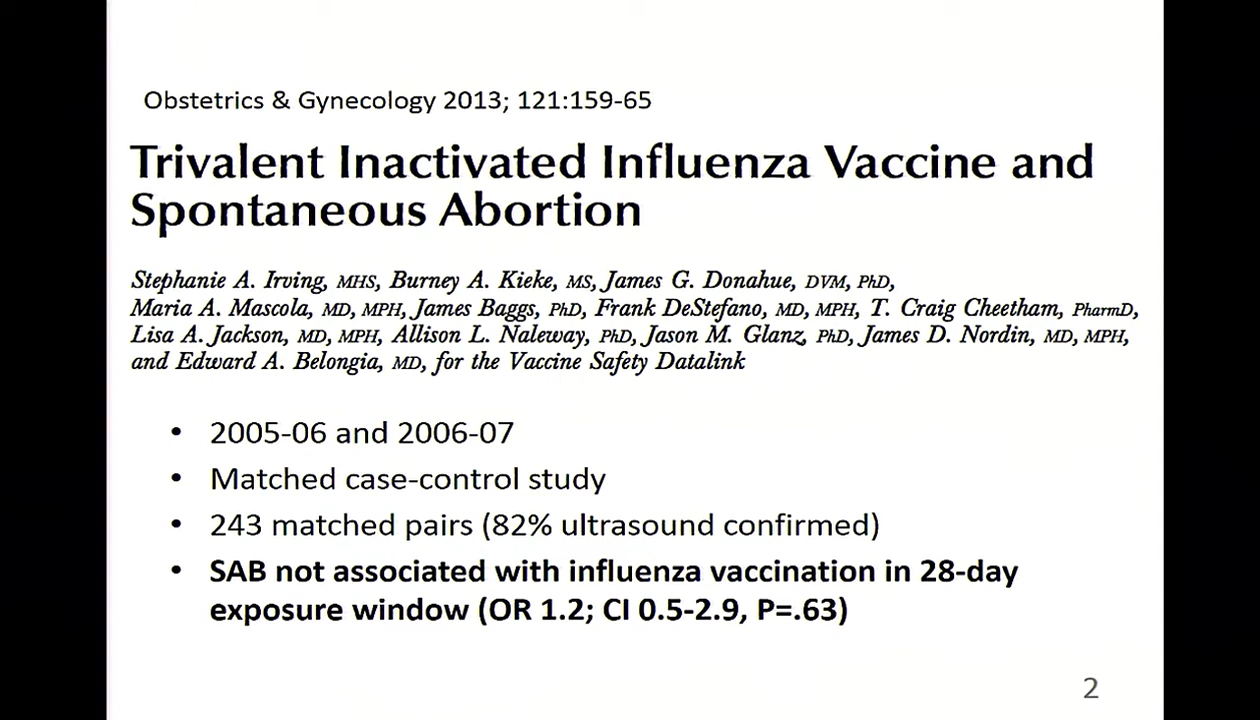 Obstetrics & Gynecology 2013; 121:159-65
Trivalent Inactivated Influenza Vaccine and
Spontaneous Abortion
Stephanie A. Irving, MHS, Burney A. Kieke, MS, James G. Donahue, DVM, PhD,
Maria A. Mascola, MD, MPH, James Baggs, PhD, Frank DeStefano, MD, MPH, T. Craig Cheetham, PharmD,
Lisa A. Jackson, MD, MPH, Allison L. Naleway, PhD, Jason M. Glanz, PhD, James D. Nordin, MD, MPH,
and Edward A. Belongia, MD, for the Vaccine Safety Datalink
• 2005-06 and 2006-07
• Matched case-control study
• 243 matched pairs (82% ultrasound confirmed)
• SAB not associated with influenza vaccination in 28-day
exposure window (OR 1.2; CI 0.5-2.9, P=.63)
2